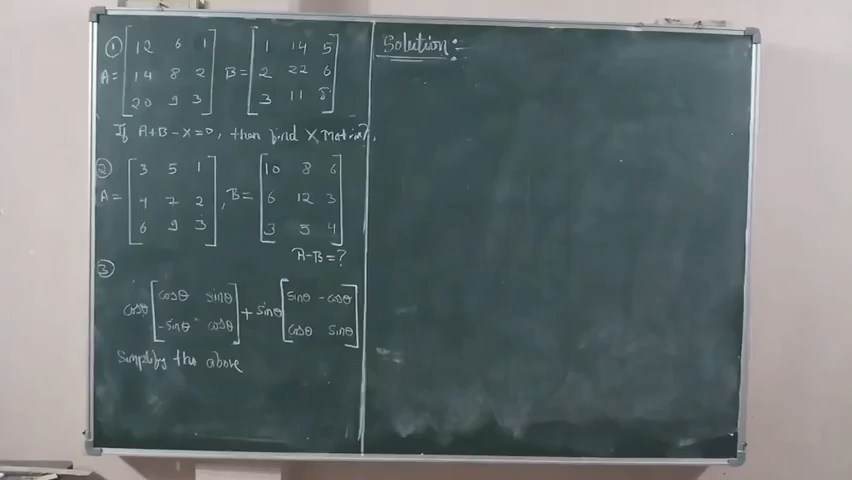 ① A = [ 12 6 1 B = [ 1 14 5
14 8 2 2 22 6
20 9 3 ] 3 11 8 ]
If A+B-X=0, then find X Matrix?
② A = [ 3 5 1 , B = [ 10 8 6
4 7 2 6 12 3
6 9 3 ] 3 5 4 ]
A-B=?
③
cosθ [ cosθ sinθ + sinθ [ sinθ -cosθ
-sinθ cosθ ] cosθ sinθ ]
Simplify the above
Solution:-